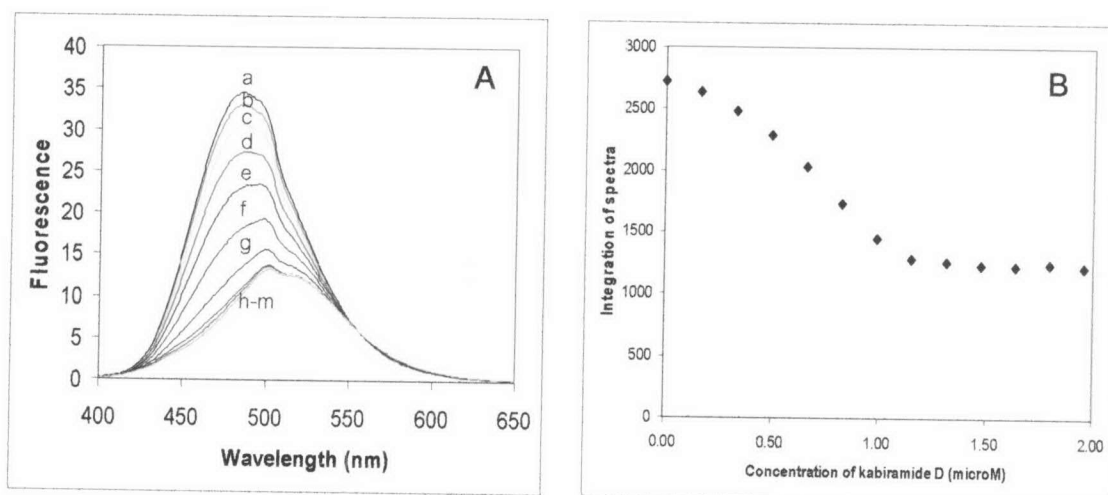 A
Fluorescence
40
35
30
25
20
15
10
5
0
a
b
c
d
e
f
g
h-m
400 450 500 550 600 650
Wavelength (nm)
B
Integration of spectra
3000
2500
2000
1500
1000
500
0
0.00 0.50 1.00 1.50 2.00
Concentration of kabiramide D (microM)